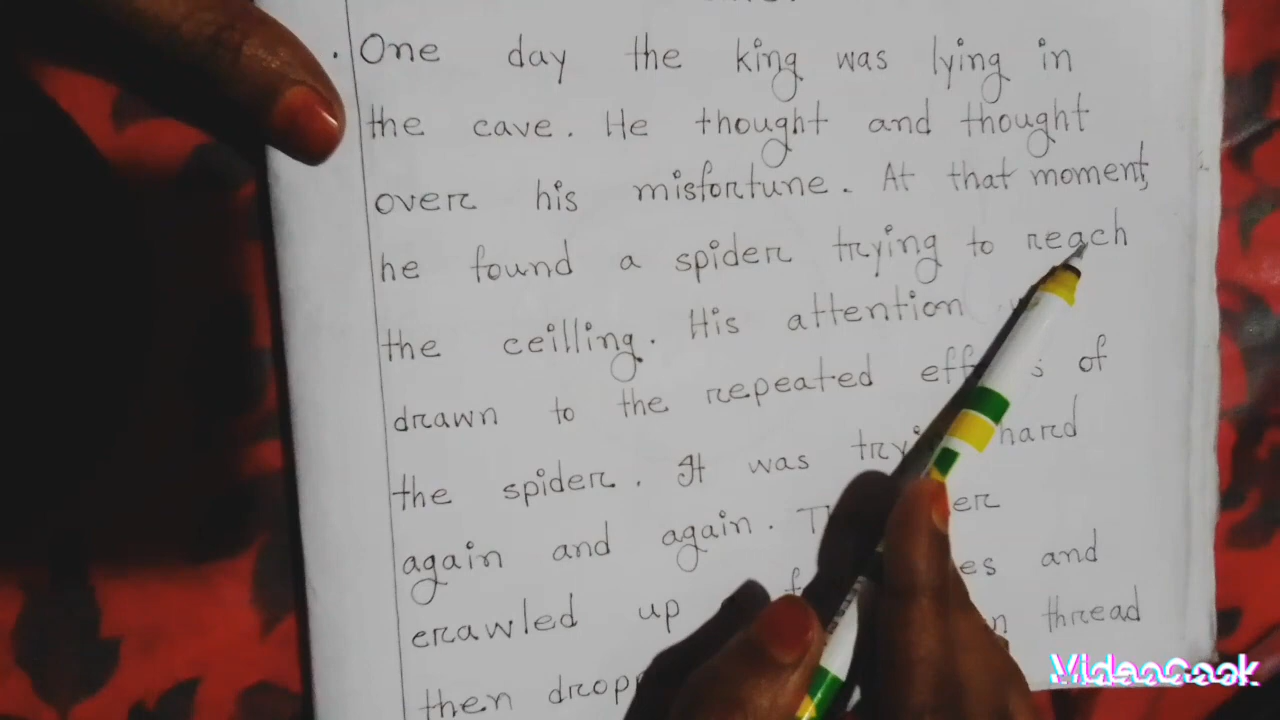 One day the king was lying in
the cave. He thought and thought
over his misfortune. At that moment,
he found a spider trying to reach
the ceilling. His attention
drawn to the repeated of
the spider. It was hard
again and again.
crawled up and
thread
then
VideoCook